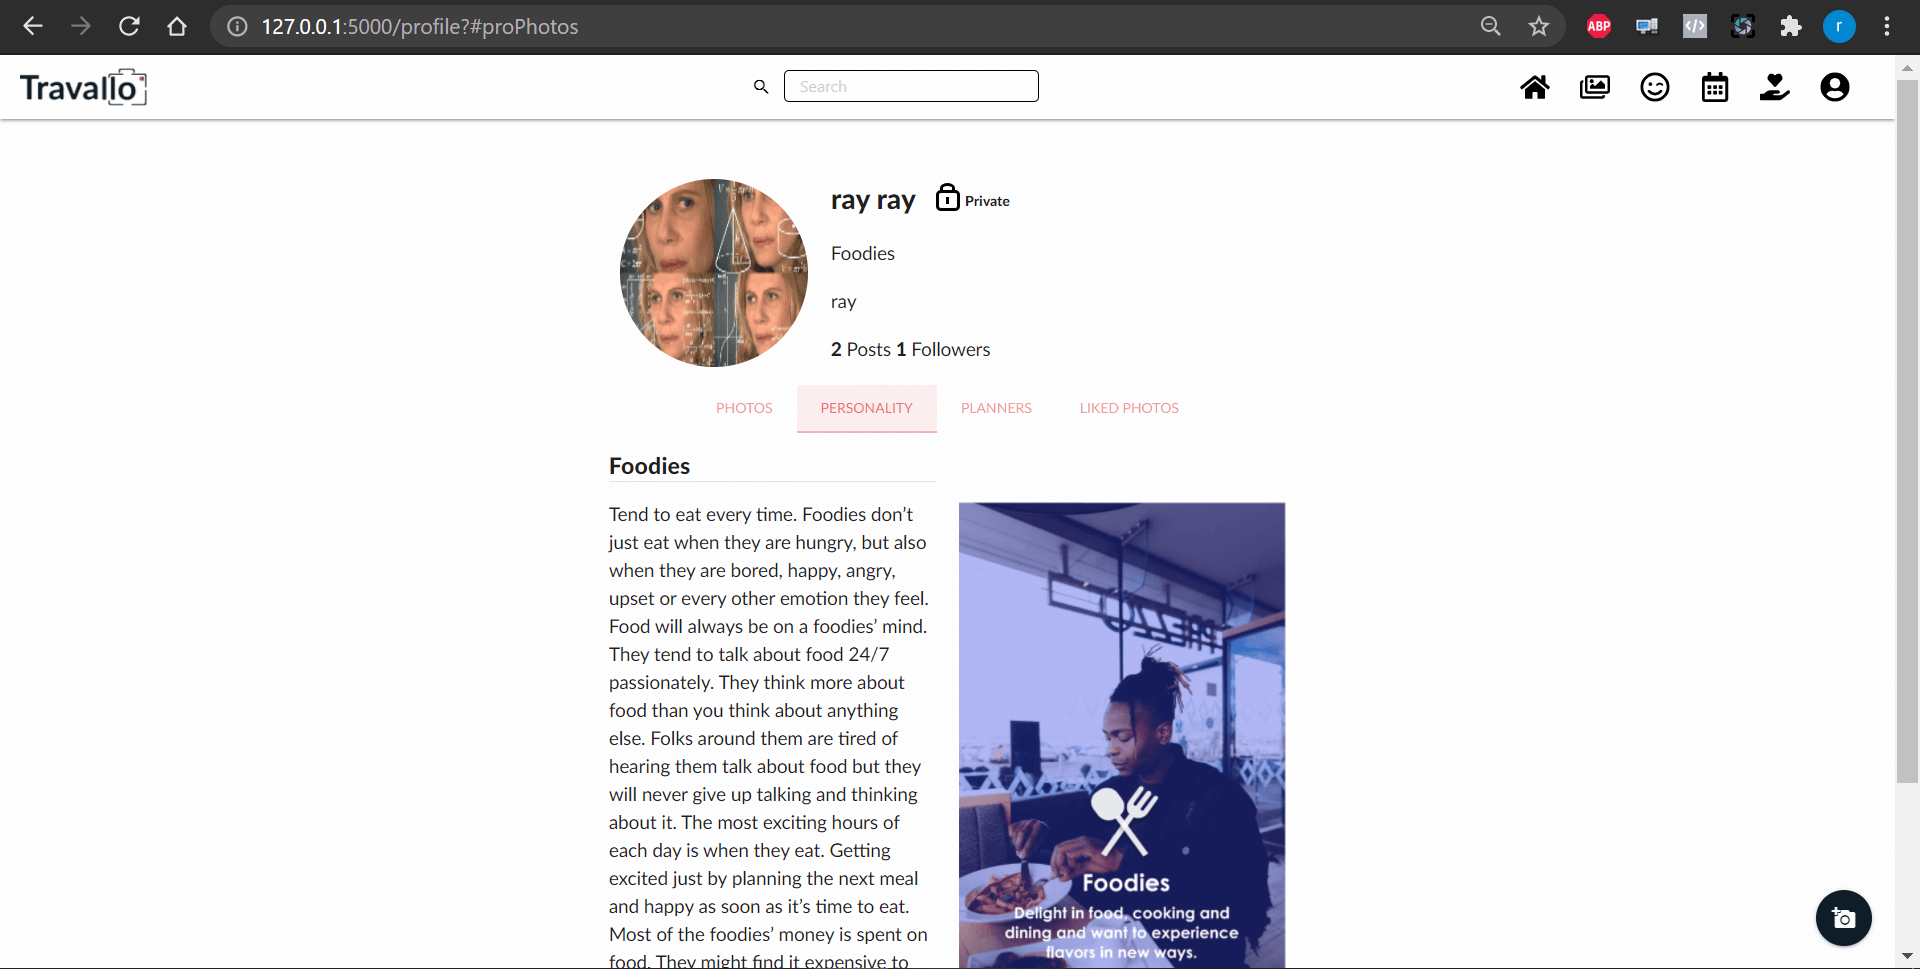 127.0.0.1:5000/profile?#proPhotos
ABP
r
Travallo
Search
ray ray Private
Foodies
ray
2 Posts 1 Followers
PHOTOS PERSONALITY PLANNERS LIKED PHOTOS
Foodies
Tend to eat every time. Foodies don’t
just eat when they are hungry, but also
when they are bored, happy, angry,
upset or every other emotion they feel.
Food will always be on a foodies’ mind.
They tend to talk about food 24/7
passionately. They think more about
food than you think about anything
else. Folks around them are tired of
hearing them talk about food but they
will never give up talking and thinking
about it. The most exciting hours of
each day is when they eat. Getting
excited just by planning the next meal
and happy as soon as it’s time to eat.
Most of the foodies’ money is spent on
food. They might find it expensive to
Foodies
Delight in food, cooking and
dining and want to experience
flavors in new ways.